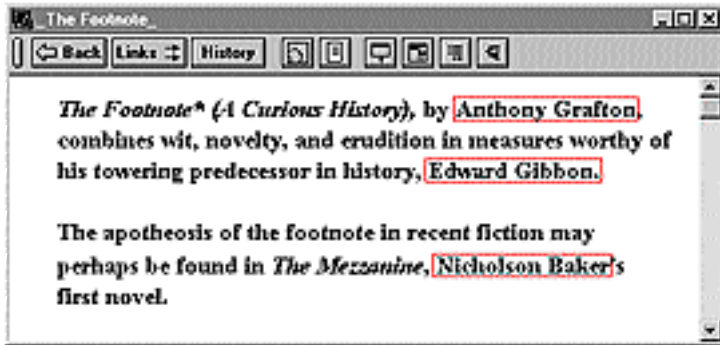 _The Footnote_
Back Links History
The Footnote* (A Curious History), by Anthony Grafton,
combines wit, novelty, and erudition in measures worthy of
his towering predecessor in history, Edward Gibbon.
The apotheosis of the footnote in recent fiction may
perhaps be found in The Mezzanine, Nicholson Baker's
first novel.